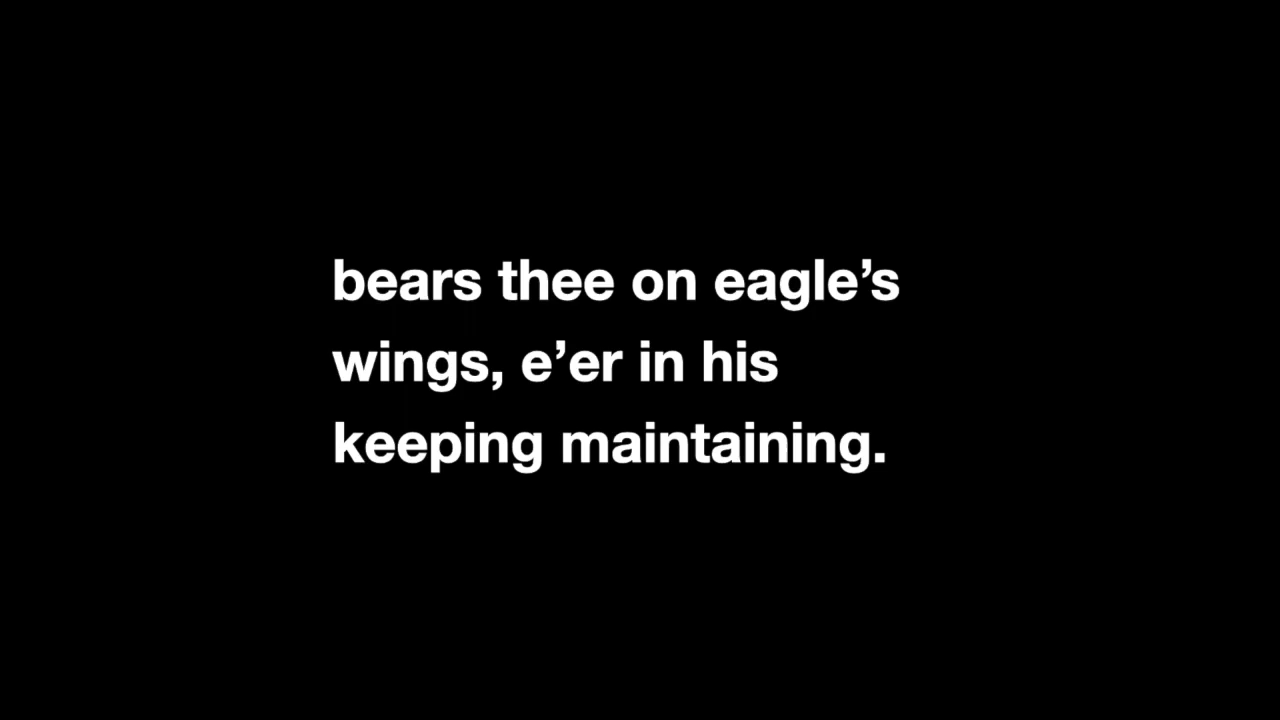 bears thee on eagle’s
wings, e’er in his
keeping maintaining.